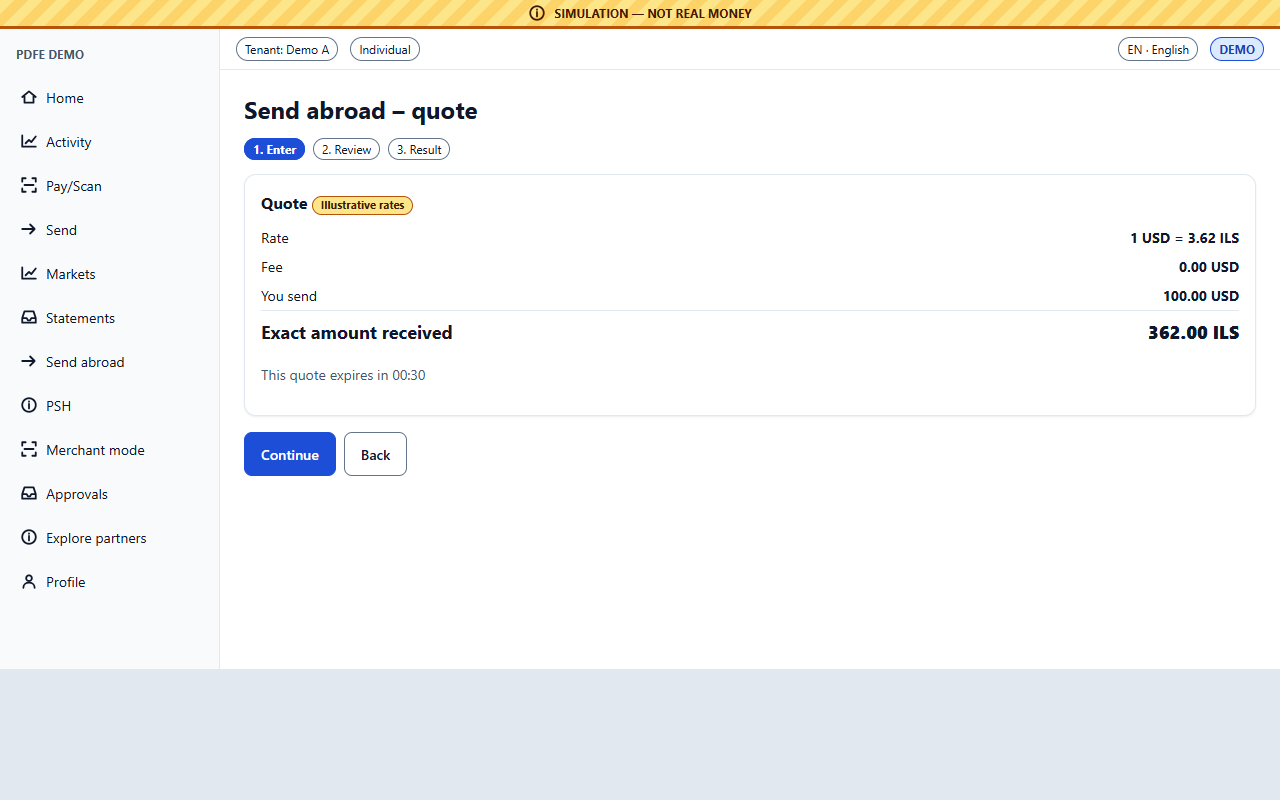 SIMULATION — NOT REAL MONEY
PDFE DEMO
Tenant: Demo A
Individual
EN · English
DEMO
Home
Activity
Pay/Scan
Send
Markets
Statements
Send abroad
PSH
Merchant mode
Approvals
Explore partners
Profile
Send abroad – quote
1. Enter
2. Review
3. Result
Quote Illustrative rates
Rate 1 USD = 3.62 ILS
Fee 0.00 USD
You send 100.00 USD
Exact amount received 362.00 ILS
This quote expires in 00:30
Continue
Back